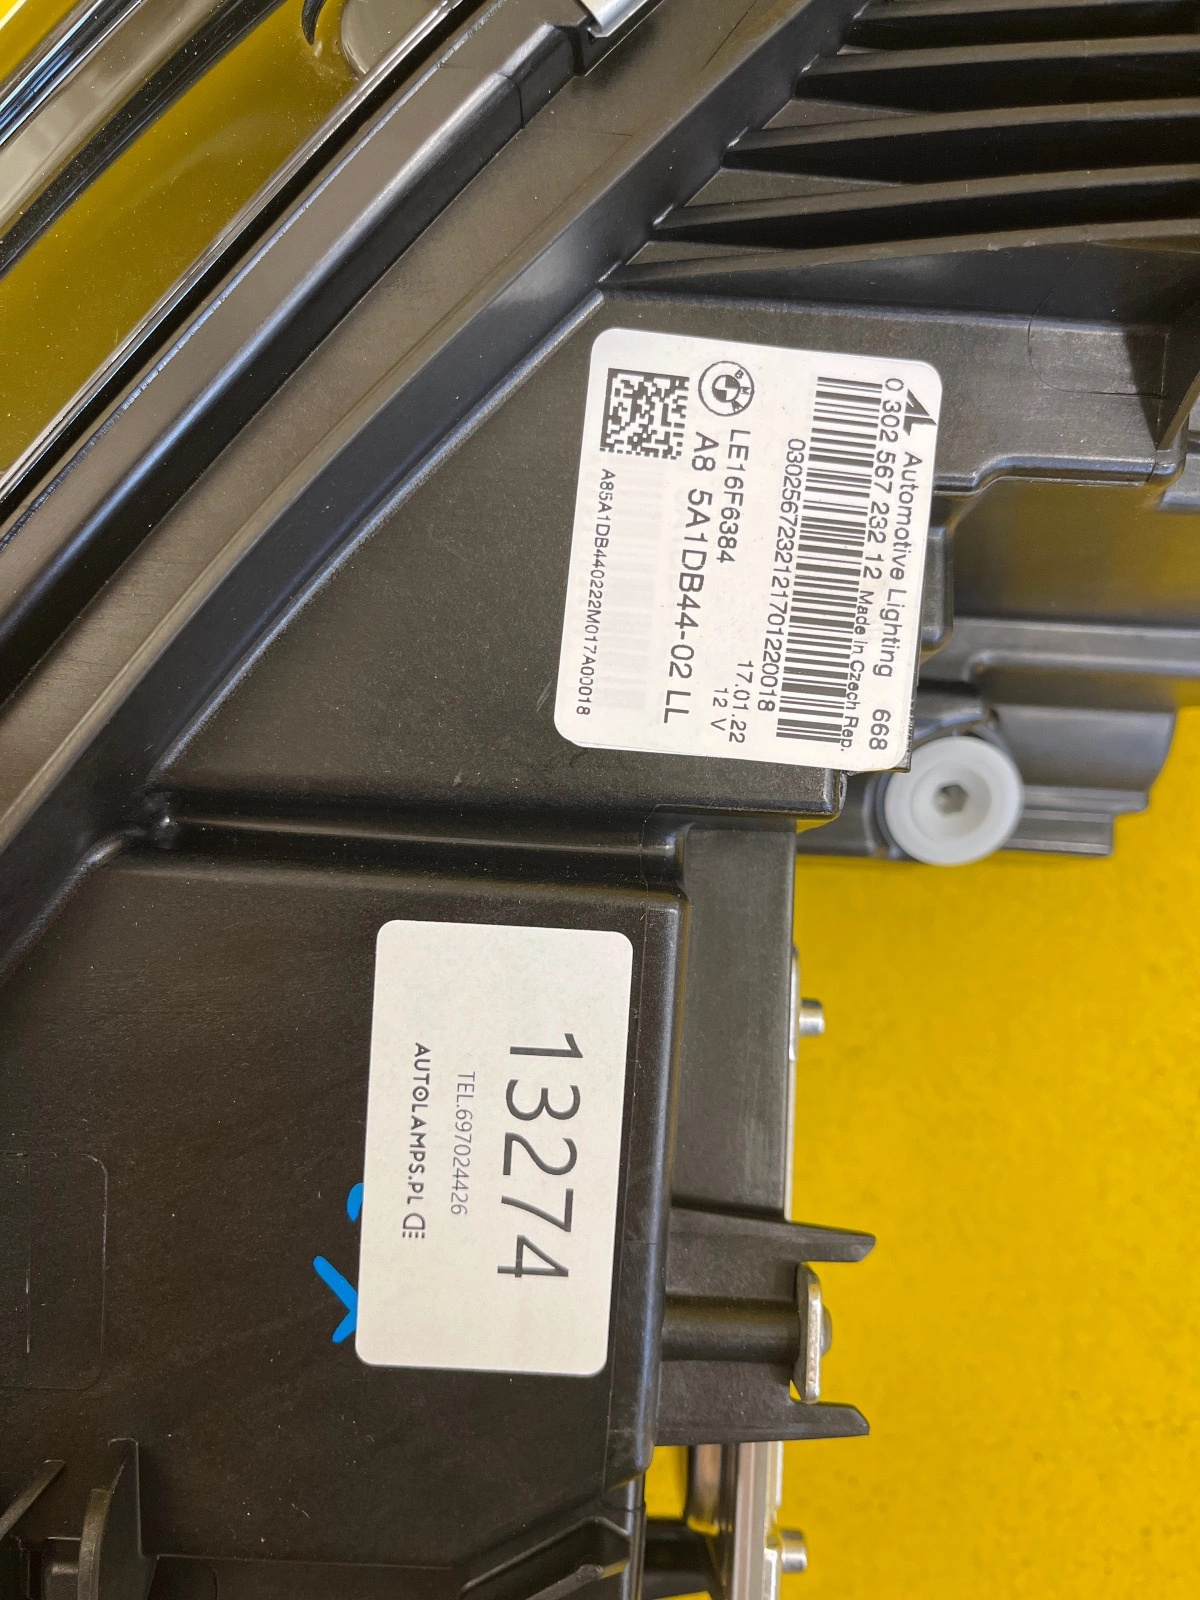 Automotive Lighting 668
0 302 567 232 12 Made in Czech Rep.
0302567232121701220018
BMW
LE16F6384
17.01.22
12 V
A8 5A1DB44-02 LL
A85A1DB440222M017A00018
13274
TEL.697024426
AUTOLAMPS.PL